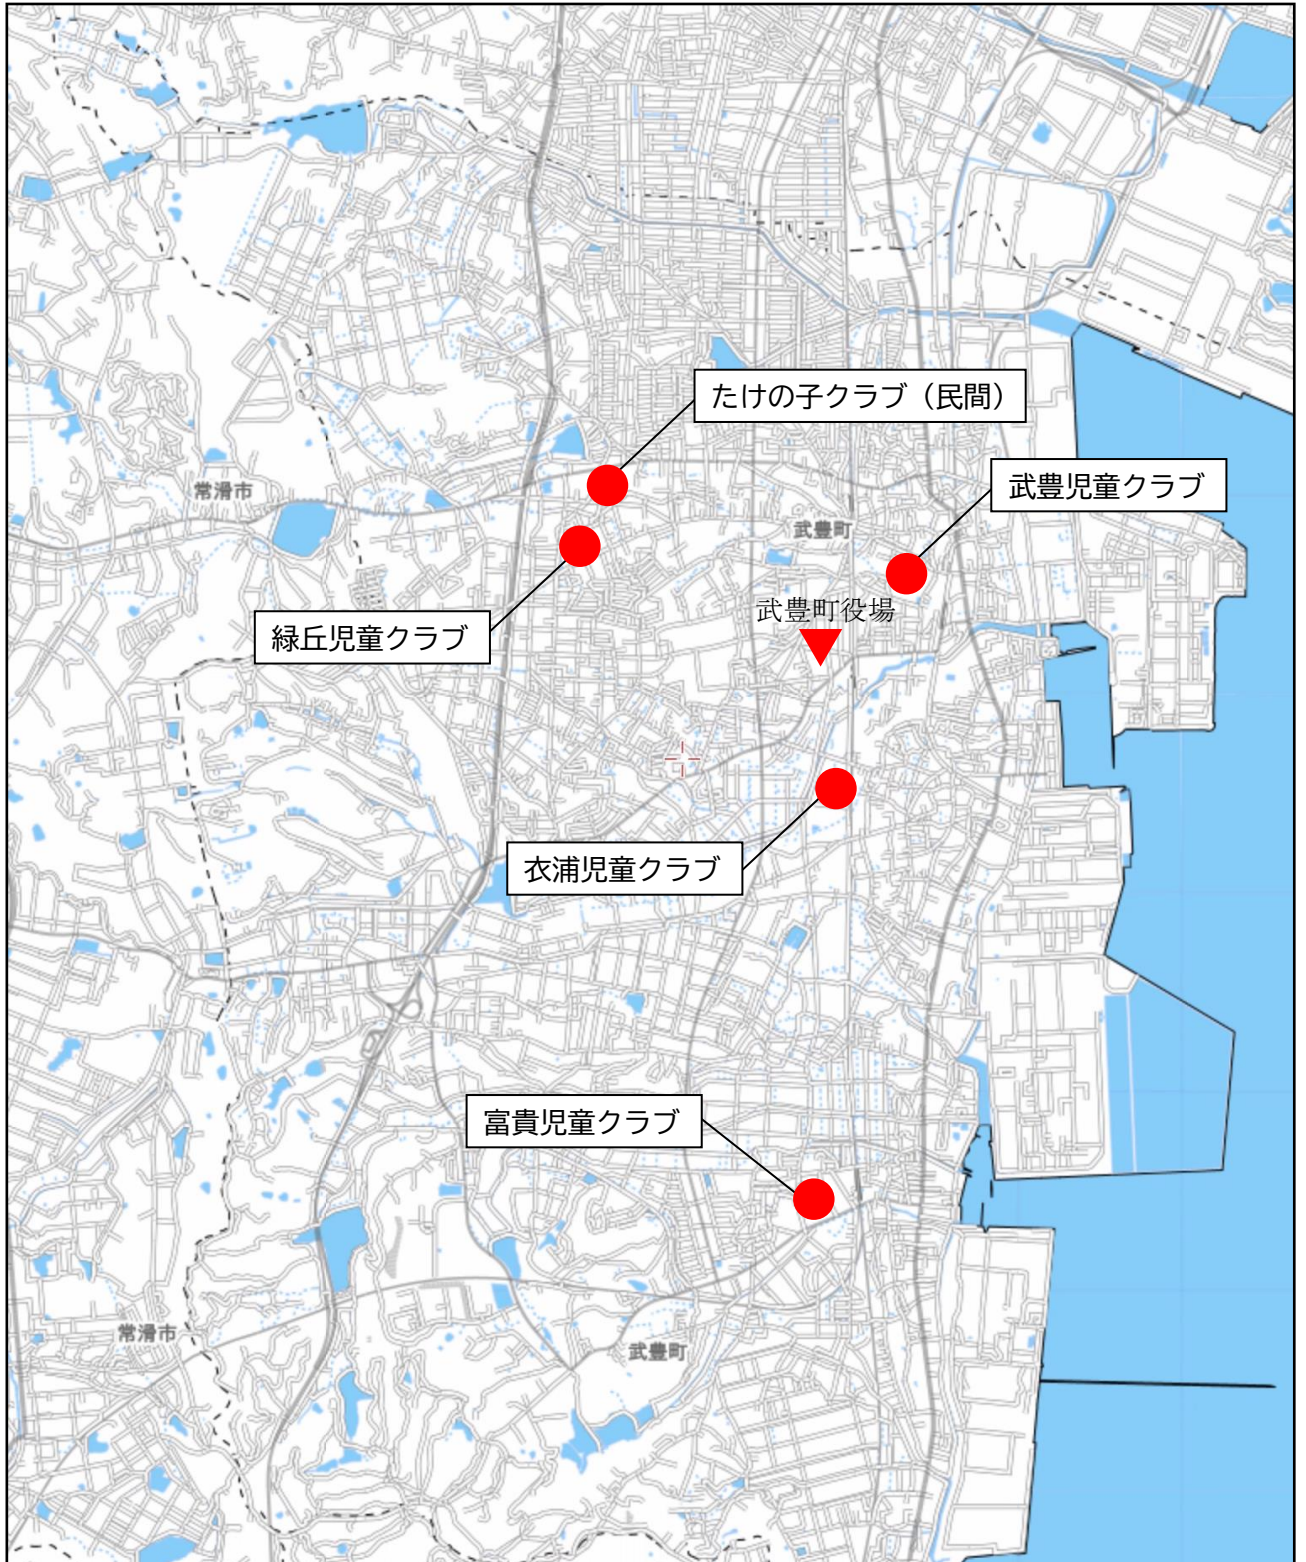 たけの子クラブ（民間）
武豊児童クラブ
常滑市
武豊町
武豊町役場
緑丘児童クラブ
衣浦児童クラブ
富貴児童クラブ
常滑市
武豊町